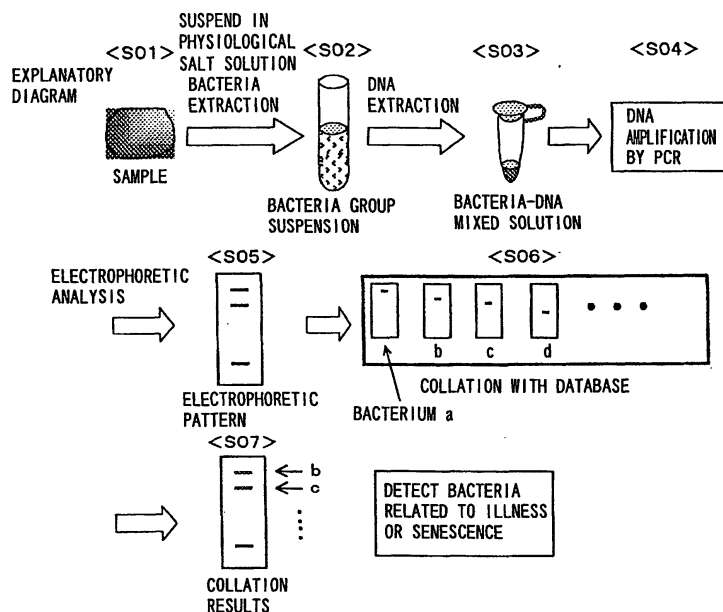 <S01>
SUSPEND IN
PHYSIOLOGICAL
SALT SOLUTION
<S02>
<S03>
<S04>
EXPLANATORY
DIAGRAM
BACTERIA
EXTRACTION
DNA
EXTRACTION
DNA
AMPLIFICATION
BY PCR
SAMPLE
BACTERIA GROUP
SUSPENSION
BACTERIA-DNA
MIXED SOLUTION
ELECTROPHORETIC
ANALYSIS
<S05>
ELECTROPHORETIC
PATTERN
<S06>
b c d
BACTERIUM a
COLLATION WITH DATABASE
<S07>
b
c
COLLATION
RESULTS
DETECT BACTERIA
RELATED TO ILLNESS
OR SENESCENCE